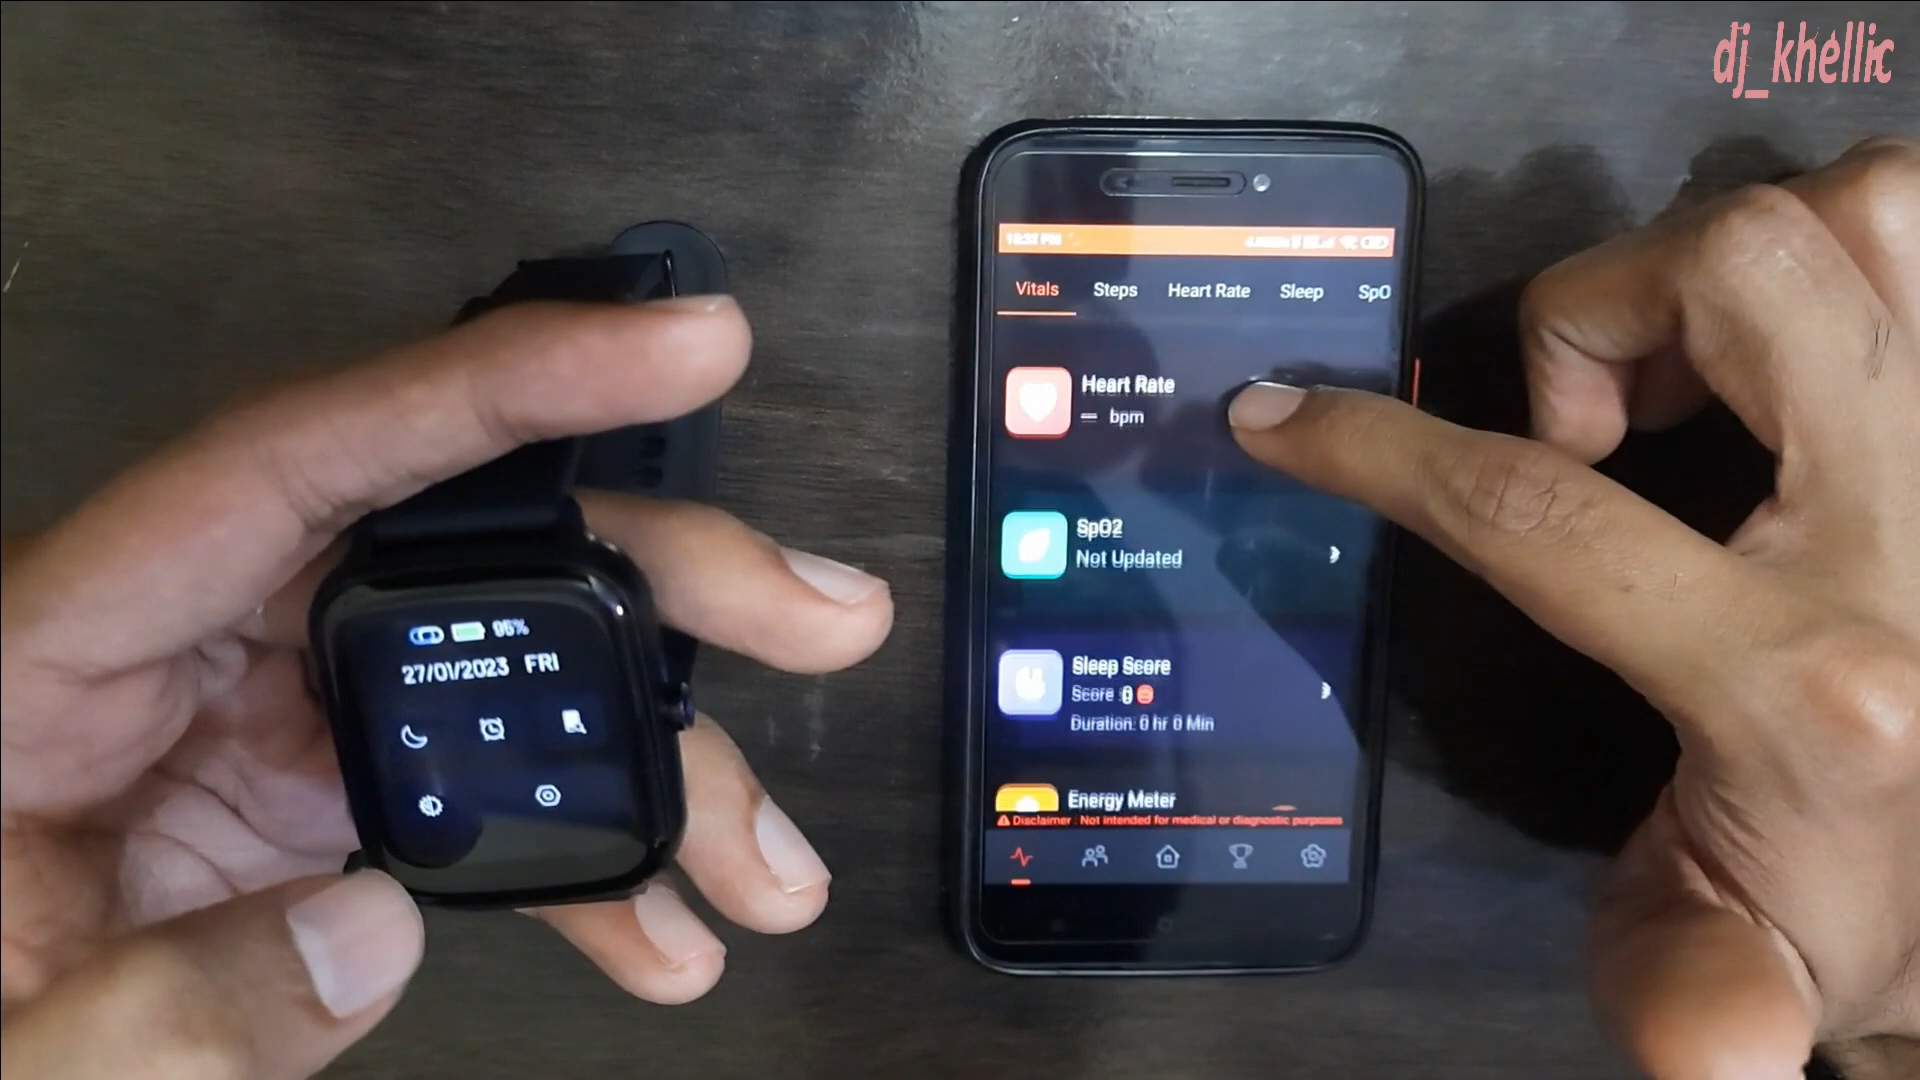 dj_khellic
95%
27/01/2023 FRI
Vitals Steps Heart Rate Sleep SpO
Heart Rate
bpm
SpO2
Not Updated
Sleep Score
Score : 0
Duration: 0 hr 0 Min
Energy Meter
Disclaimer : Not intended for medical or diagnostic purposes